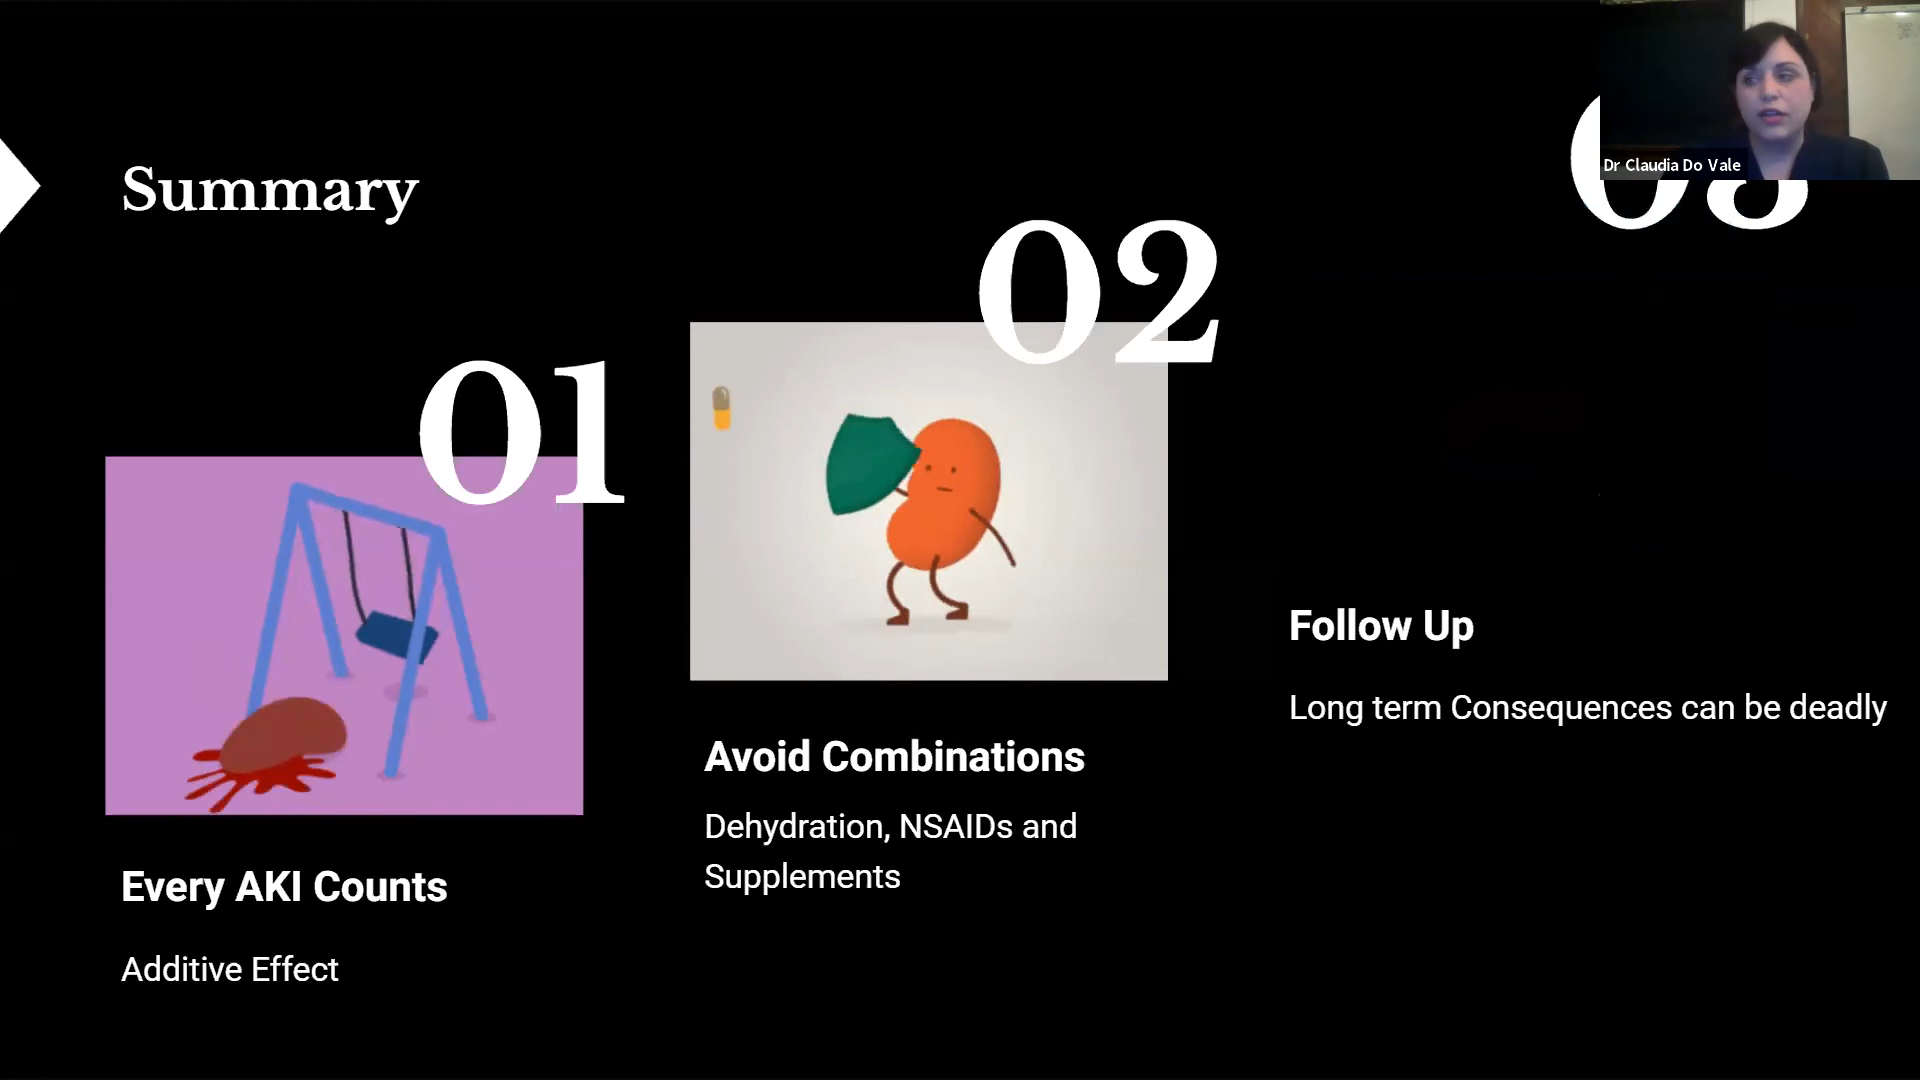 Summary
01
Every AKI Counts
Additive Effect
02
Avoid Combinations
Dehydration, NSAIDs and
Supplements
03
Follow Up
Long term Consequences can be deadly
Dr Claudia Do Vale